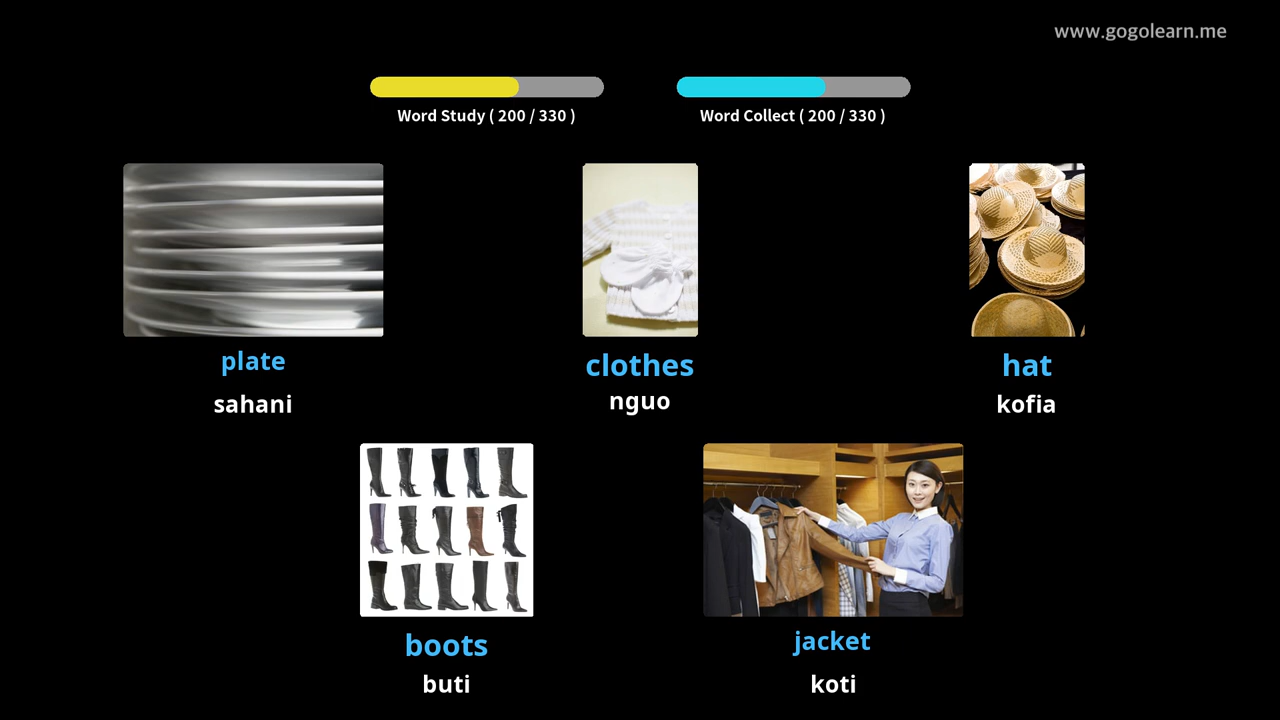 www.gogolearn.me
Word Study ( 200 / 330 )
Word Collect ( 200 / 330 )
plate
sahani
clothes
nguo
hat
kofia
boots
buti
jacket
koti